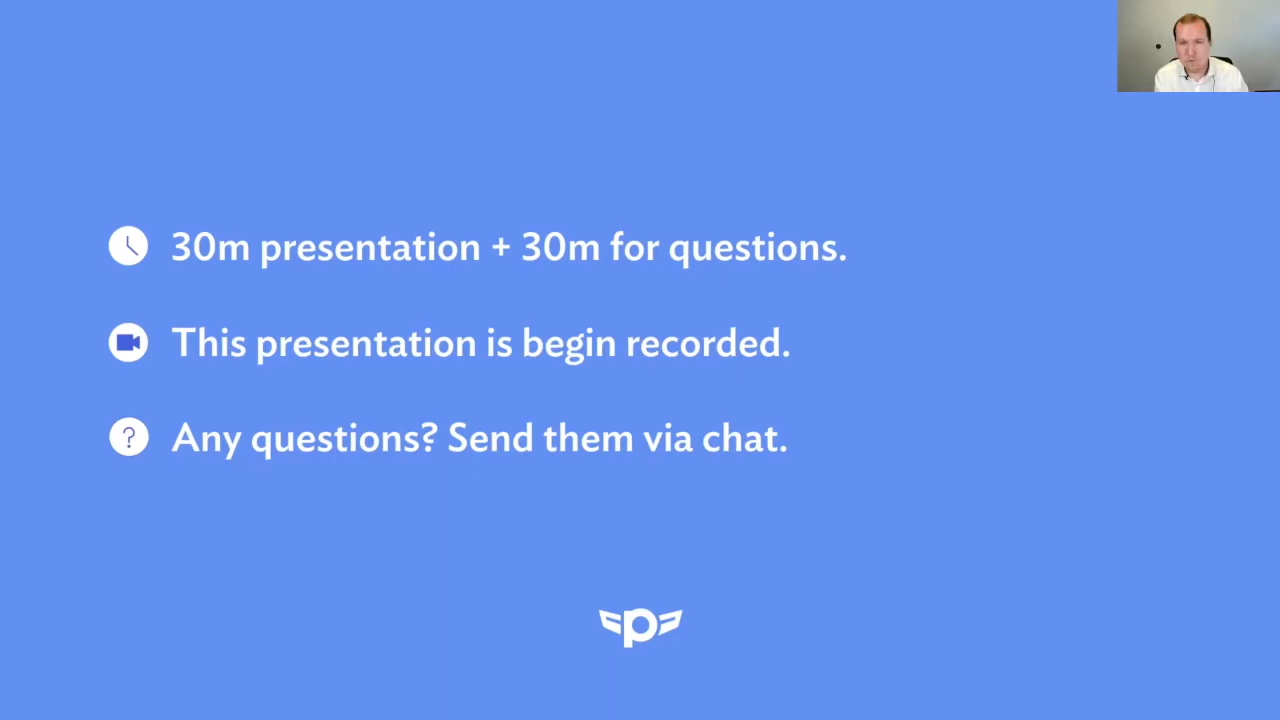 30m presentation + 30m for questions.
This presentation is begin recorded.
Any questions? Send them via chat.